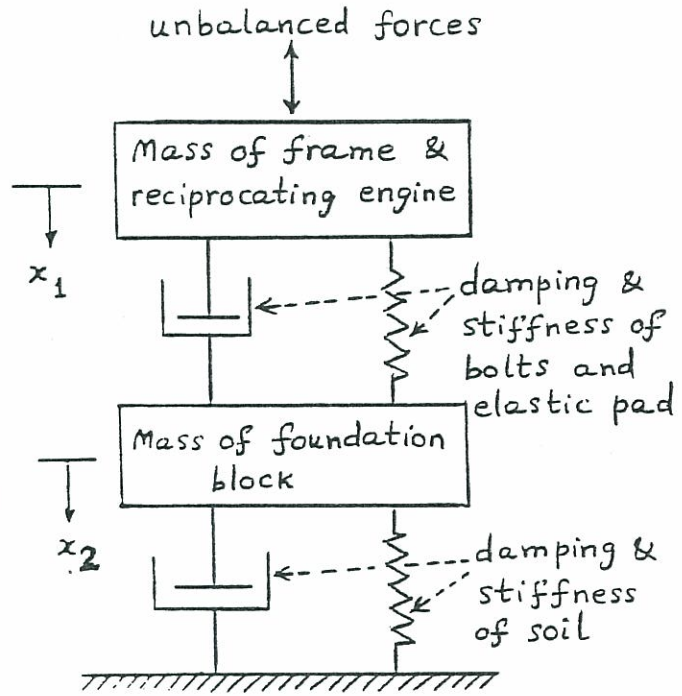 unbalanced forces
Mass of frame &
reciprocating engine
x1
damping &
stiffness of
bolts and
elastic pad
Mass of foundation
block
x2
damping &
stiffness
of soil